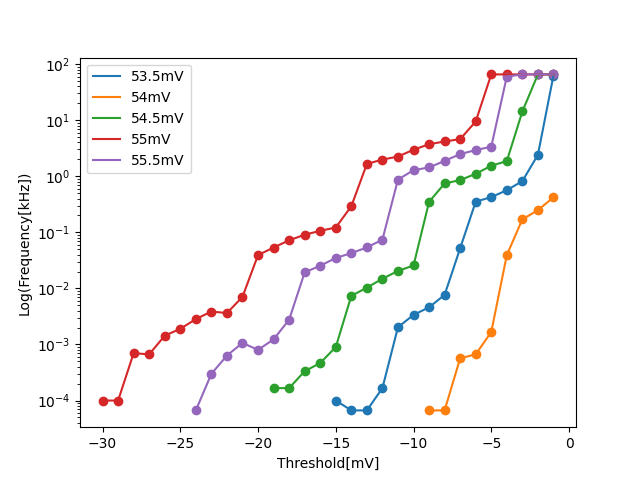 53.5mV
54mV
54.5mV
55mV
55.5mV
10²
10¹
10⁰
10⁻¹
10⁻²
10⁻³
10⁻⁴
Log(Frequency[kHz])
−30 −25 −20 −15 −10 −5 0
Threshold[mV]